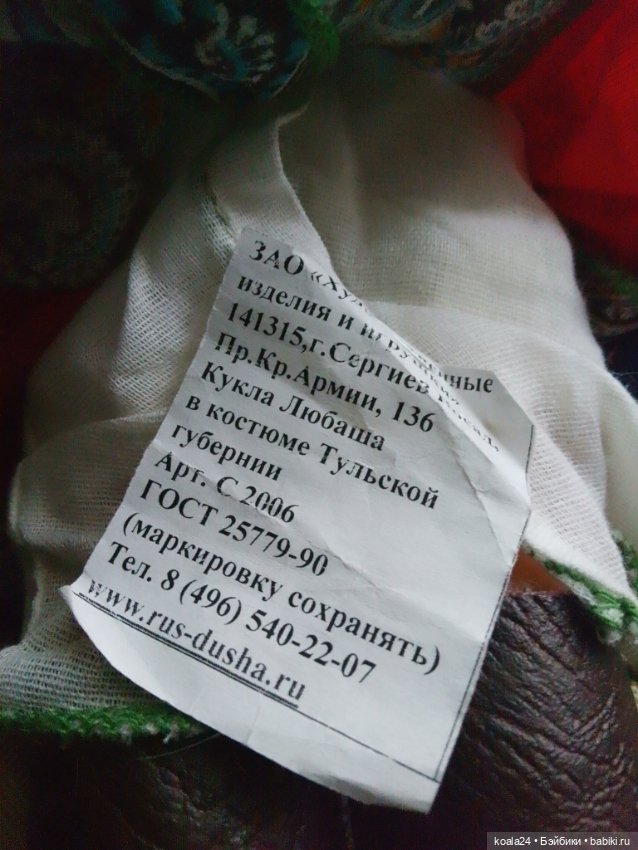 ЗАО
изделия и
141315,г.Сергиев
Пр.Кр.Армии, 136
Кукла Любаша
в костюме Тульской
губернии
Арт. С 2006
ГОСТ 25779-90
(маркировку сохранять)
Тел. 8 (496) 540-22-07
www.rus-dusha.ru
koala24 • Бэйбики • babiki.ru